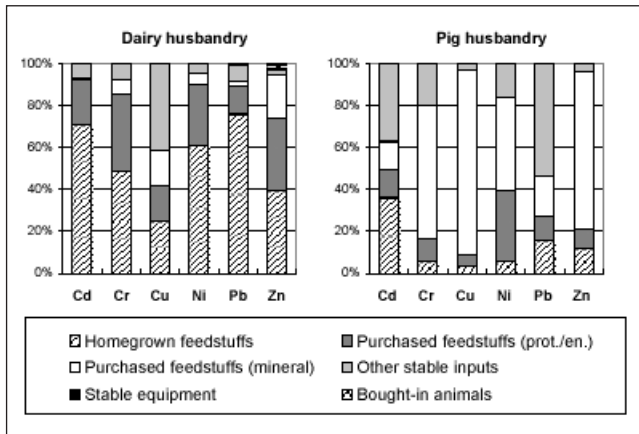 Dairy husbandry
100%
80%
60%
40%
20%
0%
Cd Cr Cu Ni Pb Zn
Pig husbandry
100%
80%
60%
40%
20%
0%
Cd Cr Cu Ni Pb Zn
Homegrown feedstuffs
Purchased feedstuffs (prot./en.)
Purchased feedstuffs (mineral)
Other stable inputs
Stable equipment
Bought-in animals